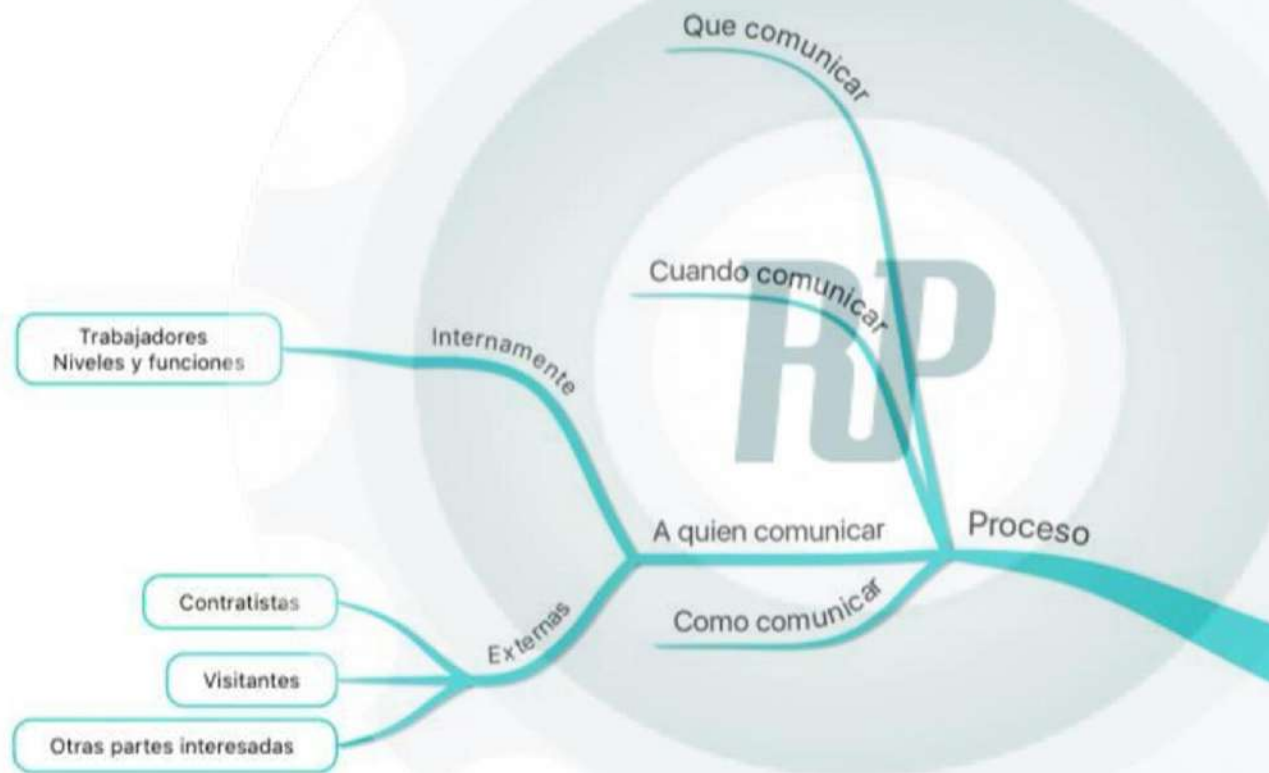 Que comunicar
Cuando comunicar
RP
Trabajadores
Niveles y funciones
Internamente
A quien comunicar
Proceso
Contratistas
Externas
Como comunicar
Visitantes
Otras partes interesadas